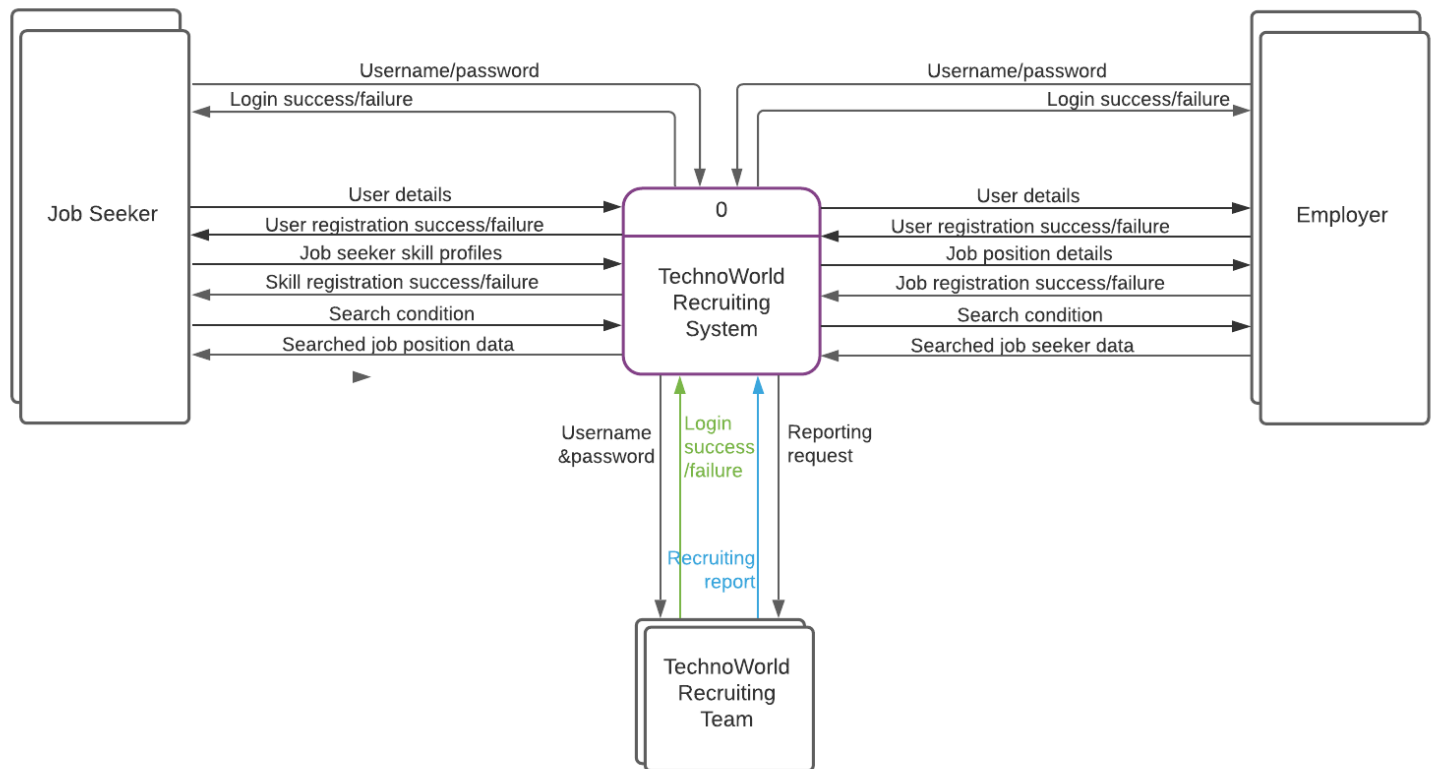 Username/password
Username/password
Login success/failure
Login success/failure
User details
User details
Job Seeker
0
Employer
User registration success/failure
User registration success/failure
Job seeker skill profiles
Job position details
TechnoWorld
Recruiting
System
Skill registration success/failure
Job registration success/failure
Search condition
Search condition
Searched job position data
Searched job seeker data
Username
&password
Login
success
/failure
Reporting
request
Recruiting
report
TechnoWorld
Recruiting
Team